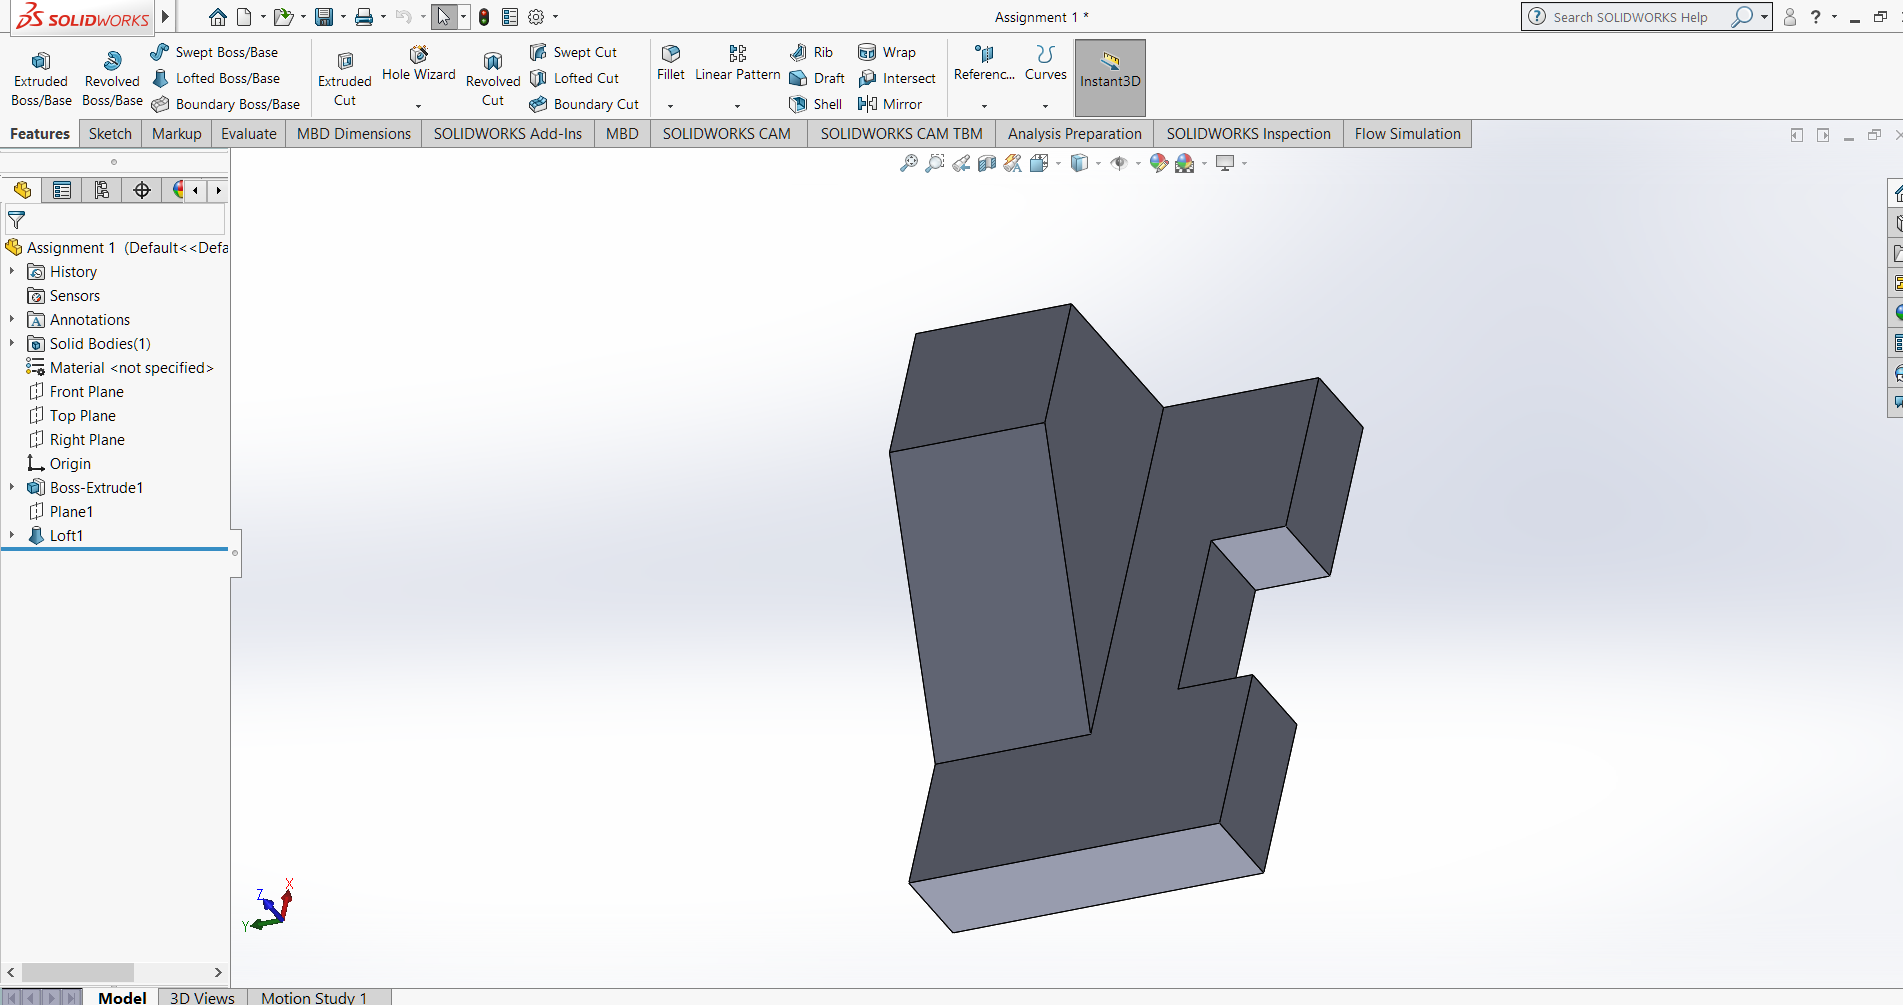 SOLIDWORKS
Assignment 1 *
Search SOLIDWORKS Help
?
Extruded Boss/Base
Revolved Boss/Base
Swept Boss/Base
Lofted Boss/Base
Boundary Boss/Base
Extruded Cut
Hole Wizard
Revolved Cut
Swept Cut
Lofted Cut
Boundary Cut
Fillet
Linear Pattern
Rib
Draft
Shell
Wrap
Intersect
Mirror
Referenc...
Curves
Instant3D
Features
Sketch
Markup
Evaluate
MBD Dimensions
SOLIDWORKS Add-Ins
MBD
SOLIDWORKS CAM
SOLIDWORKS CAM TBM
Analysis Preparation
SOLIDWORKS Inspection
Flow Simulation
Assignment 1 (Default<<Defa
History
Sensors
Annotations
Solid Bodies(1)
Material <not specified>
Front Plane
Top Plane
Right Plane
Origin
Boss-Extrude1
Plane1
Loft1
X
Z
Y
Model
3D Views
Motion Study 1